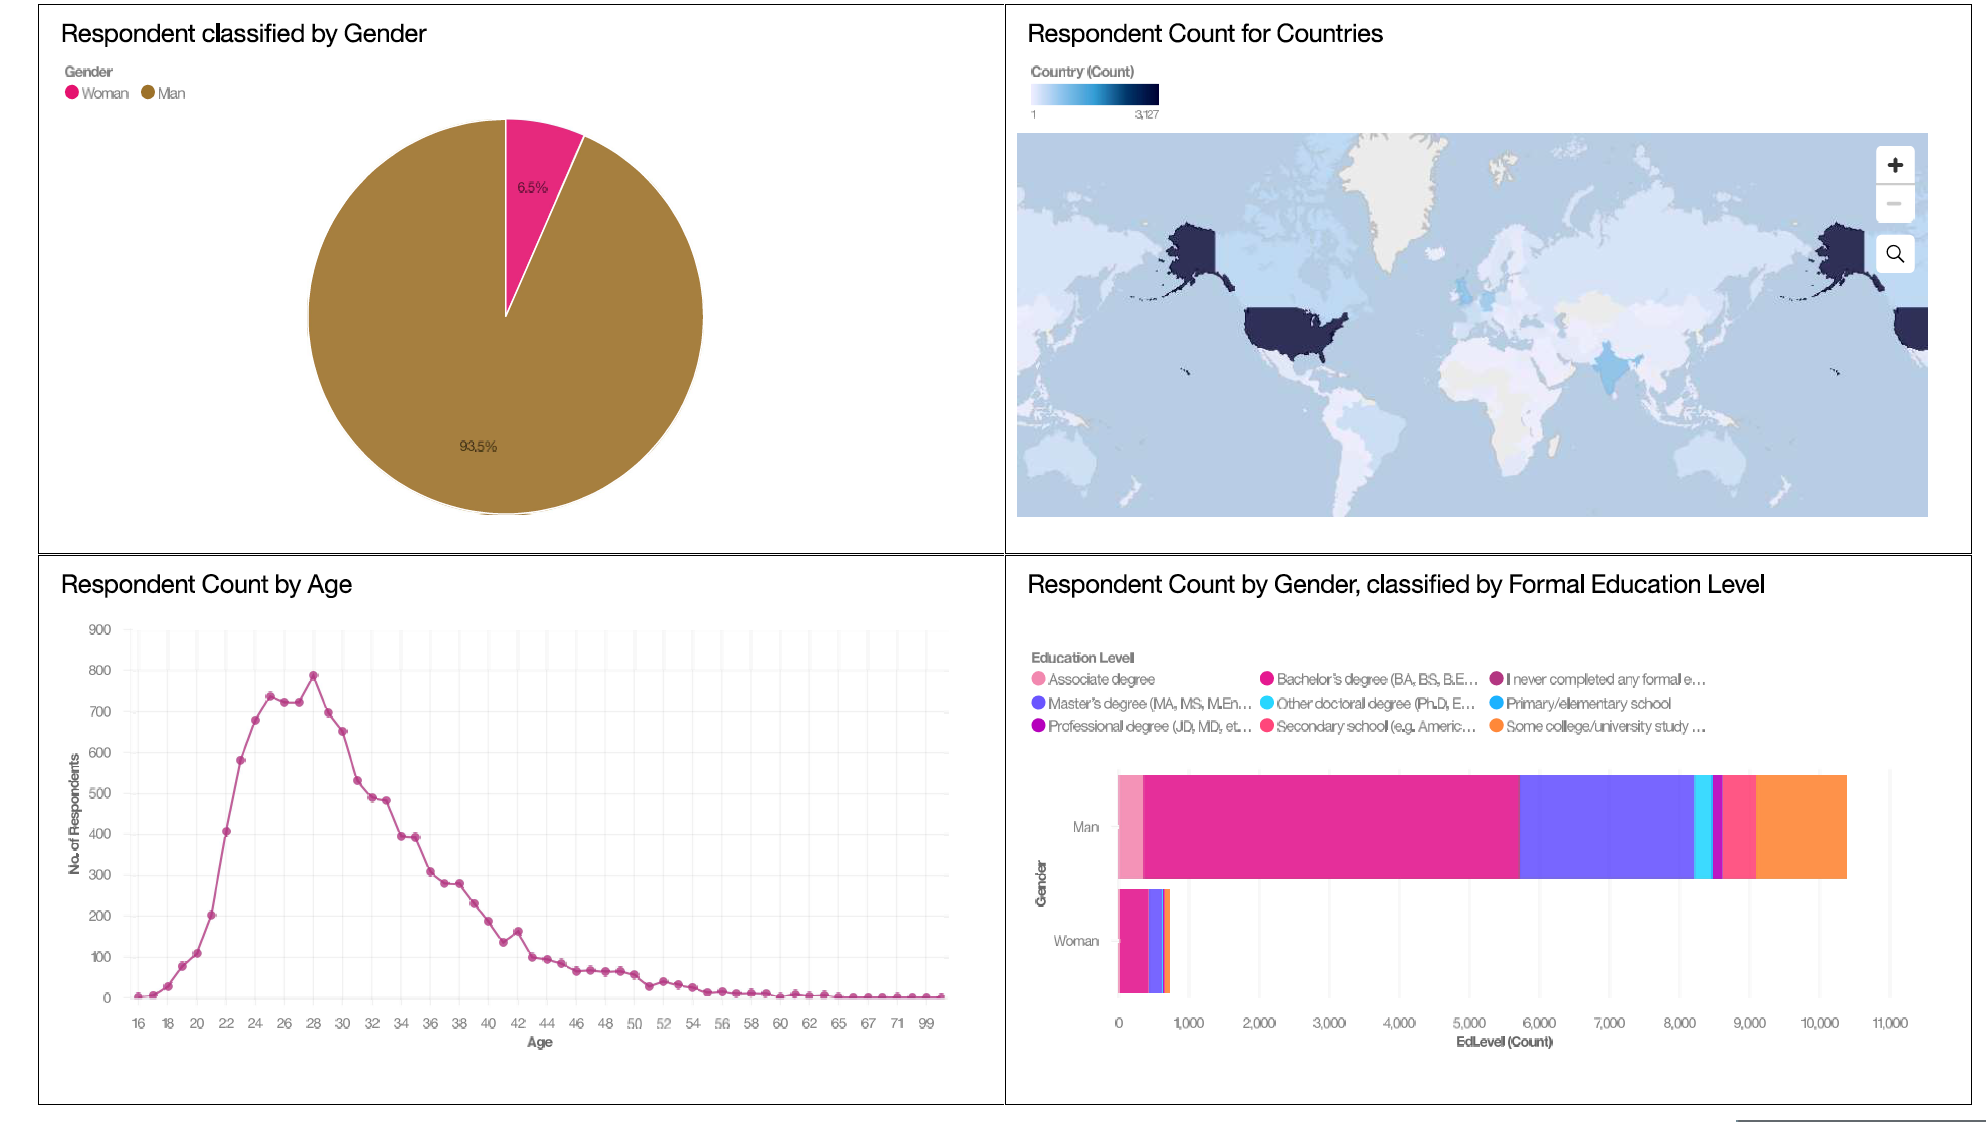 Respondent classified by Gender
Gender
Woman Man
6.5%
93.5%
Respondent Count for Countries
Country (Count)
1 3,127
Respondent Count by Age
900
800
700
600
500
400
300
200
100
0
No. of Respondents
16 18 20 22 24 26 28 30 32 34 36 38 40 42 44 46 48 50 52 54 56 58 60 62 65 67 71 99
Age
Respondent Count by Gender, classified by Formal Education Level
Education Level
Associate degree Bachelor's degree (BA, BS, B.E... I never completed any formal e...
Master's degree (MA, MS, M.En... Other doctoral degree (Ph.D, E... Primary/elementary school
Professional degree (JD, MD, et... Secondary school (e.g. Americ... Some college/university study ...
Gender
Man
Woman
0 1,000 2,000 3,000 4,000 5,000 6,000 7,000 8,000 9,000 10,000 11,000
EdLevel (Count)